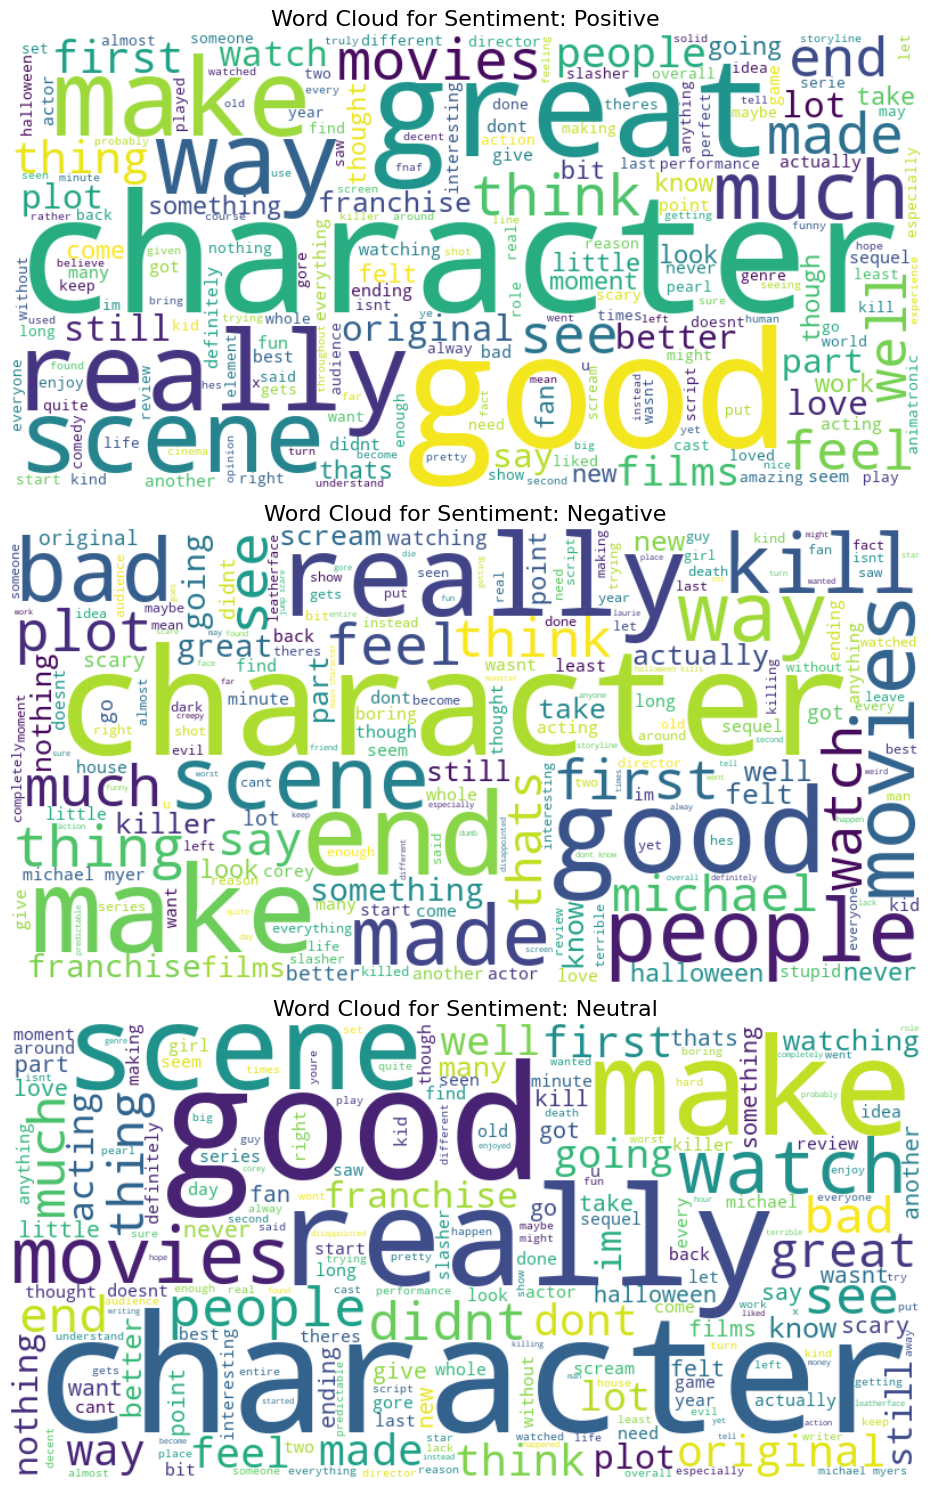 Word Cloud for Sentiment: Positive
set almost someone truly different director solid going storyline let
halloween actor first watch movies people idea end
watched two feeling slasher overall theres tell game serie
make played old every great done lot take
thing probably year thought interesting dont action making anything perfect maybe made may
seen minute find saw decent fnaf give bit last performance actually
use way screen think know much especially
plot rather back something course franchise killer around line point getting
character
come given got nothing everything watching shot real reason little look never funny hope sequel
believe many keep gore felt moment pearl genre least
without im bring ending isnt role scary sure seeing kill experience
used long still trying whole original ye went times left doesnt human though go well
found kid definitely fun throughout audience alway bad see better might world part
everyone enjoy really best hes x said gets far good mean fan u scream instead wasnt script put work
quite review element want enough need fact yet love acting animatronic
scene comedy life cinema opinion turn didnt become say liked big cast loved nice feel
start kind another right thats understand pretty show second new films amazing seem play
Word Cloud for Sentiment: Negative
someone original going see scream watching die really point new guy kind might fan fact star
bad audience goes leatherface jump scare gore seen place need script making trying girl death turn isnt saw wanted kill
work idea maybe didnt show put fun real getting year last
plot mean may found great bit theres gets feel instead think done wasnt laurie let way ending anything watched movies
nothing scary scare find back part least actually killing without
doesnt go almost face far minute character main character dont become thought monster take halloween kills anyone long got leave every
completely moment right shot dark creepy evil friend boring though seem acting old around sequel storyline second
sure house worst cant scene still interesting first two director im well tell best
much funny u lot keep whole especially times went felt watch man weird
little action killer left say end said different dumb disappointed thats good yet hes alway happen
thing michael myer look corey enough many dont know overall definitely michael lack
give series want reason something start come know review terrible people everyone kid
predictable make quite day everything life made screen
franchise films slasher better killed another actor love halloween stupid never
Word Cloud for Sentiment: Neutral
moment isnt making scene set youre though well first thats boring went watching role
around girl genre times quite many seen wanted something completely
part seem find minute hard make probably idea
love much acting thing big good play different kill death got worst killer review another
anything pearl definitely series guy right kid old enjoyed going u fun watch enjoy
day corey saw alway fan franchise wont slasher go take every hour michael everyone bad
little sure never second said disappointed really happen maybe sequel im back terrible great
movies hope start trying long pretty might done let wasnt try
thought doesnt enough real found cast performance look actor show halloween come work liked say x see put
end audience writing people didnt dont films know scary
understand better best interesting theres character killing turn kind money away
nothing gets want cant point entire started ending predictable give script gore last whole new without scream man lot house felt game year left actually getting still
way decent become place bit feel two made star lack instead watched happened think life least need plot evil yet tell original action writer keep leatherface
almost someone everything director reason overall especially michael myers